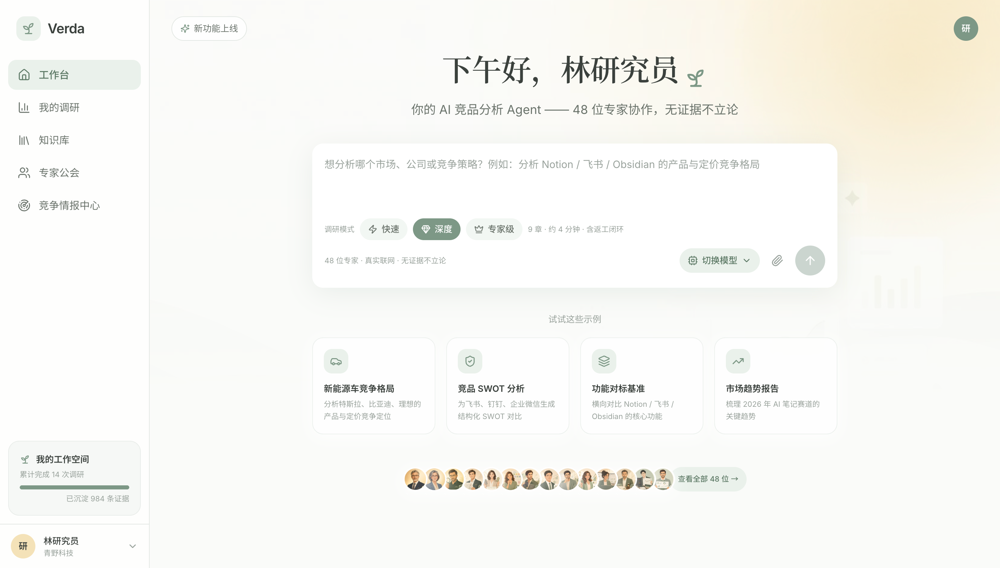 Verda
工作台
我的调研
知识库
专家公会
竞争情报中心
我的工作空间
累计完成 14 次调研
已沉淀 984 条证据
研
林研究员
青野科技
新功能上线
研
下午好，林研究员
你的 AI 竞品分析 Agent —— 48 位专家协作，无证据不立论
想分析哪个市场、公司或竞争策略？例如：分析 Notion / 飞书 / Obsidian 的产品与定价竞争格局
调研模式 快速 深度 专家级 9 章 · 约 4 分钟 · 含返工闭环
48 位专家 · 真实联网 · 无证据不立论 切换模型
试试这些示例
新能源车竞争格局
分析特斯拉、比亚迪、理想的
产品与定价竞争定位
竞品 SWOT 分析
为飞书、钉钉、企业微信生成
结构化 SWOT 对比
功能对标基准
横向对比 Notion / 飞书 /
Obsidian 的核心功能
市场趋势报告
梳理 2026 年 AI 笔记赛道的
关键趋势
查看全部 48 位 →